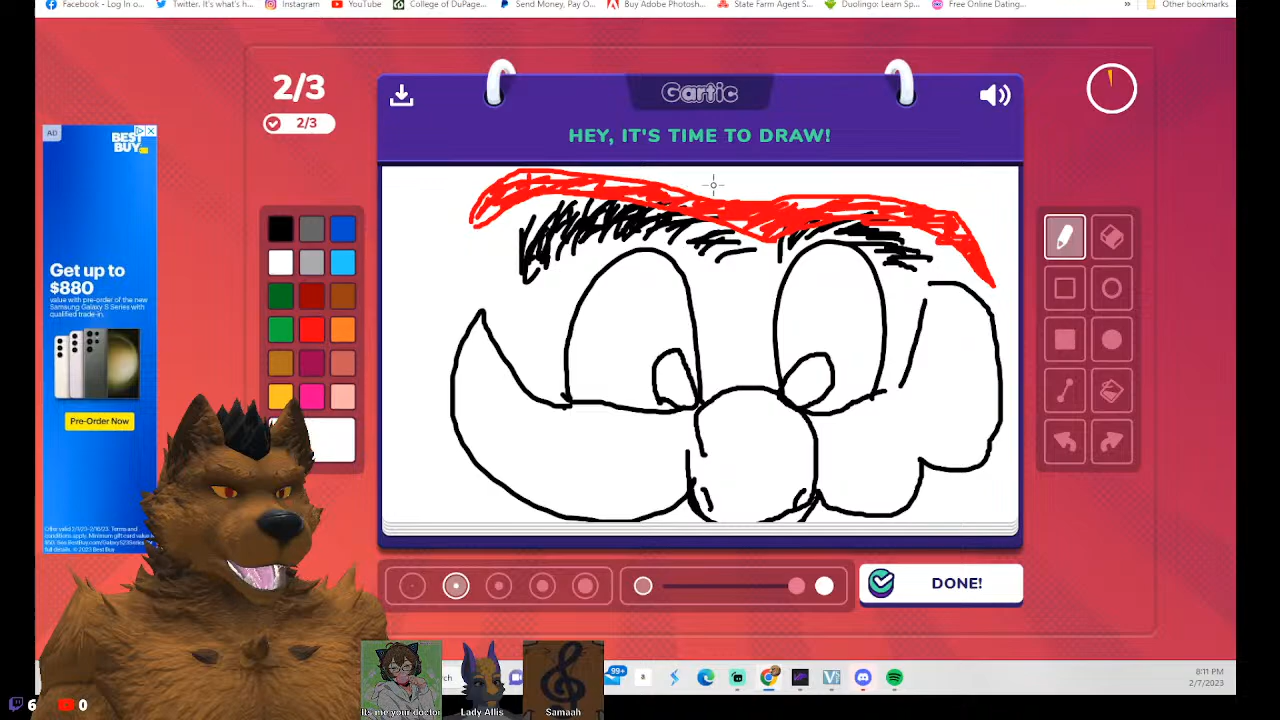 Facebook - Log In o...
Twitter. It's what's h...
Instagram
YouTube
College of DuPage...
Send Money, Pay O...
Buy Adobe Photosh...
State Farm Agent S...
Duolingo: Learn Sp...
Free Online Dating...
»
Other bookmarks
2/3
2/3
Gartic
HEY, IT'S TIME TO DRAW!
AD
BEST
BUY
Get up to
$880
value with pre-order of the new
Samsung Galaxy S Series with
qualified trade-in.
Pre-Order Now
DONE!
rch
99+
a
8:11 PM
2/7/2023
6
0
Its me your doctor
Lady Allis
Samaah